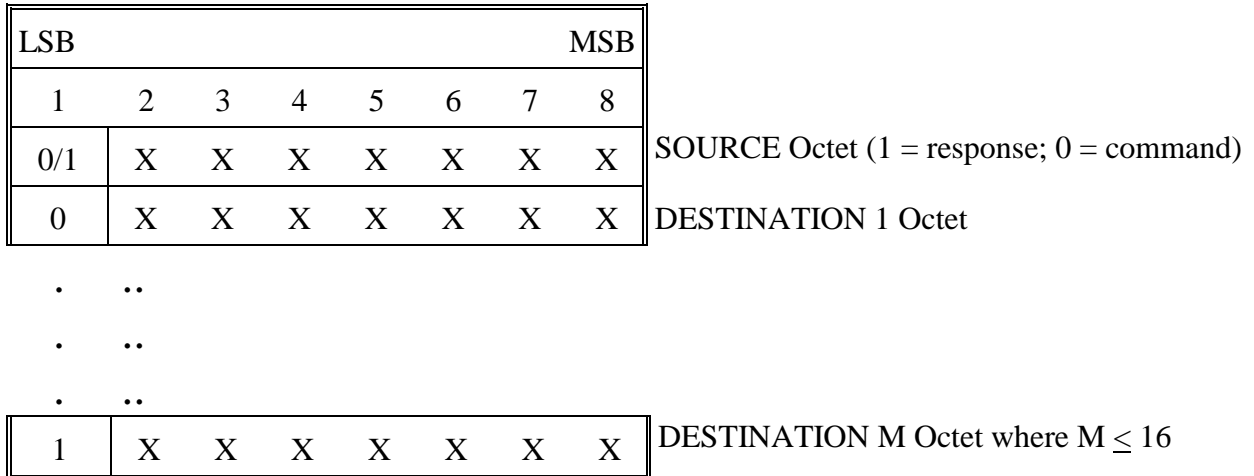 LSB MSB
1 2 3 4 5 6 7 8
0/1 X X X X X X X SOURCE Octet (1 = response; 0 = command)
0 X X X X X X X DESTINATION 1 Octet
. ..
. ..
. ..
1 X X X X X X X DESTINATION M Octet where M ≤ 16